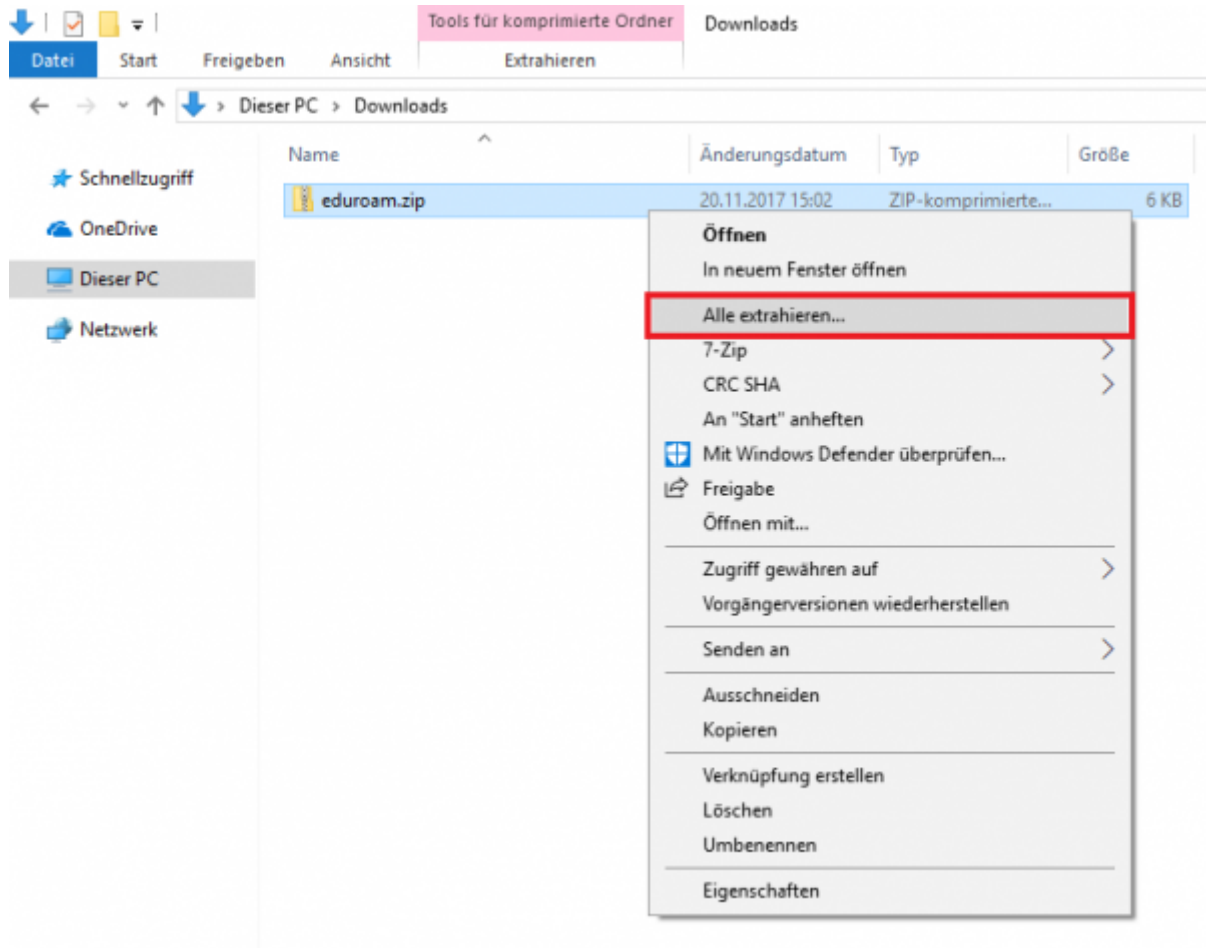 Tools für komprimierte Ordner
Downloads
Datei
Start
Freigeben
Ansicht
Extrahieren
Dieser PC
Downloads
Name
Änderungsdatum
Typ
Größe
Schnellzugriff
OneDrive
Dieser PC
Netzwerk
eduroam.zip
20.11.2017 15:02
ZIP-komprimierte...
6 KB
Öffnen
In neuem Fenster öffnen
Alle extrahieren...
7-Zip
CRC SHA
An "Start" anheften
Mit Windows Defender überprüfen...
Freigabe
Öffnen mit...
Zugriff gewähren auf
Vorgängerversionen wiederherstellen
Senden an
Ausschneiden
Kopieren
Verknüpfung erstellen
Löschen
Umbenennen
Eigenschaften